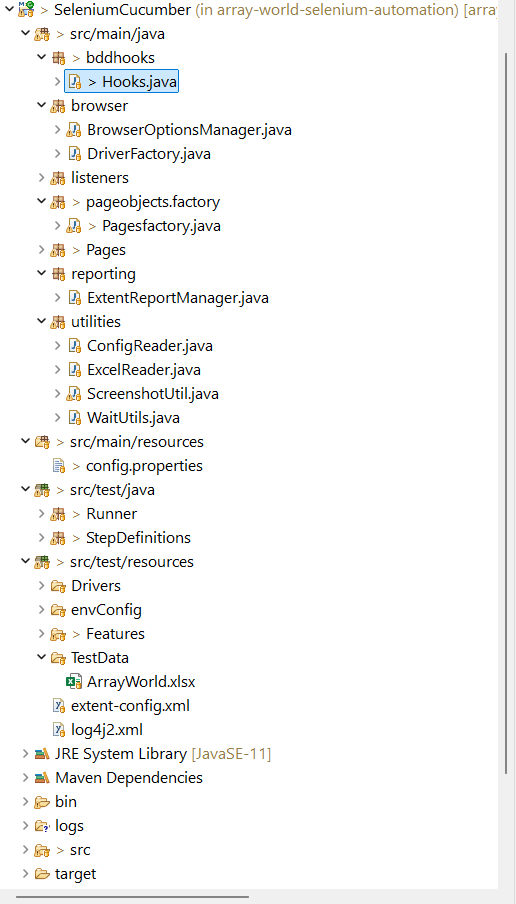 > SeleniumCucumber (in array-world-selenium-automation) [array
> src/main/java
> bddhooks
> Hooks.java
browser
BrowserOptionsManager.java
DriverFactory.java
listeners
> pageobjects.factory
> Pagesfactory.java
> Pages
reporting
ExtentReportManager.java
utilities
ConfigReader.java
ExcelReader.java
ScreenshotUtil.java
WaitUtils.java
> src/main/resources
> config.properties
> src/test/java
> Runner
> StepDefinitions
> src/test/resources
Drivers
envConfig
> Features
TestData
ArrayWorld.xlsx
extent-config.xml
log4j2.xml
JRE System Library [JavaSE-11]
Maven Dependencies
bin
logs
> src
target